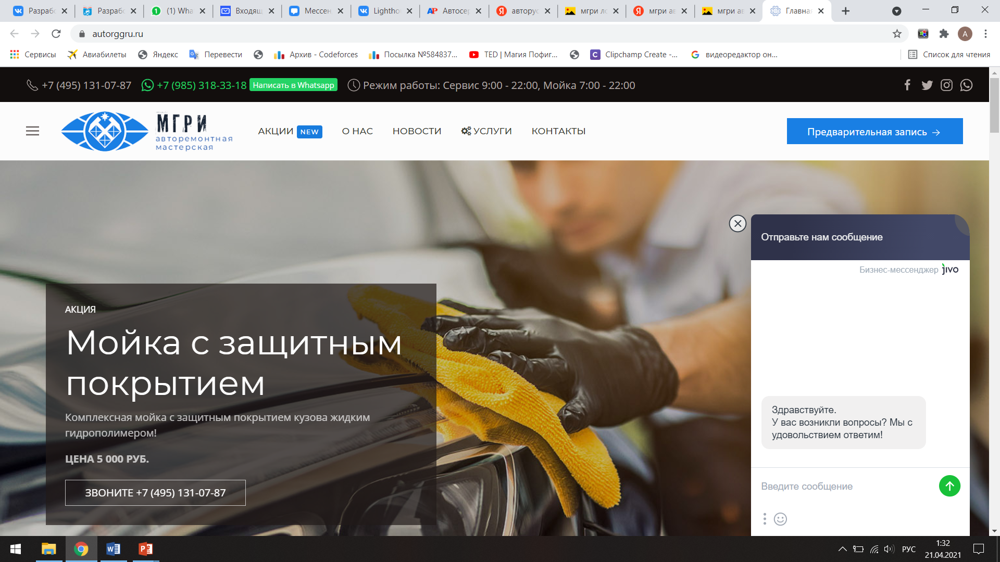 Разрабо
Разрабо
(1) Wha
Входящ
Мессен
Lightho
Автосер
авторус
мгри ло
мгри ав
мгри ав
Главная
autorggru.ru
A
Сервисы
Авиабилеты
Яндекс
Перевести
Архив - Codeforces
Посылка №584837...
TED | Магия Пофиг...
Clipchamp Create -...
видеоредактор он...
Список для чтения
+7 (495) 131-07-87 +7 (985) 318-33-18 Написать в Whatsapp Режим работы: Сервис 9:00 - 22:00, Мойка 7:00 - 22:00
МГРИ
авторемонтная
мастерская
АКЦИИ NEW О НАС НОВОСТИ УСЛУГИ КОНТАКТЫ
Предварительная запись →
АКЦИЯ
Мойка с защитным
покрытием
Комплексная мойка с защитным покрытием кузова жидким
гидрополимером!
ЦЕНА 5 000 РУБ.
ЗВОНИТЕ +7 (495) 131-07-87
Отправьте нам сообщение
Бизнес-мессенджер jivo
Здравствуйте.
У вас возникли вопросы? Мы с
удовольствием ответим!
Введите сообщение
РУС
1:32
21.04.2021